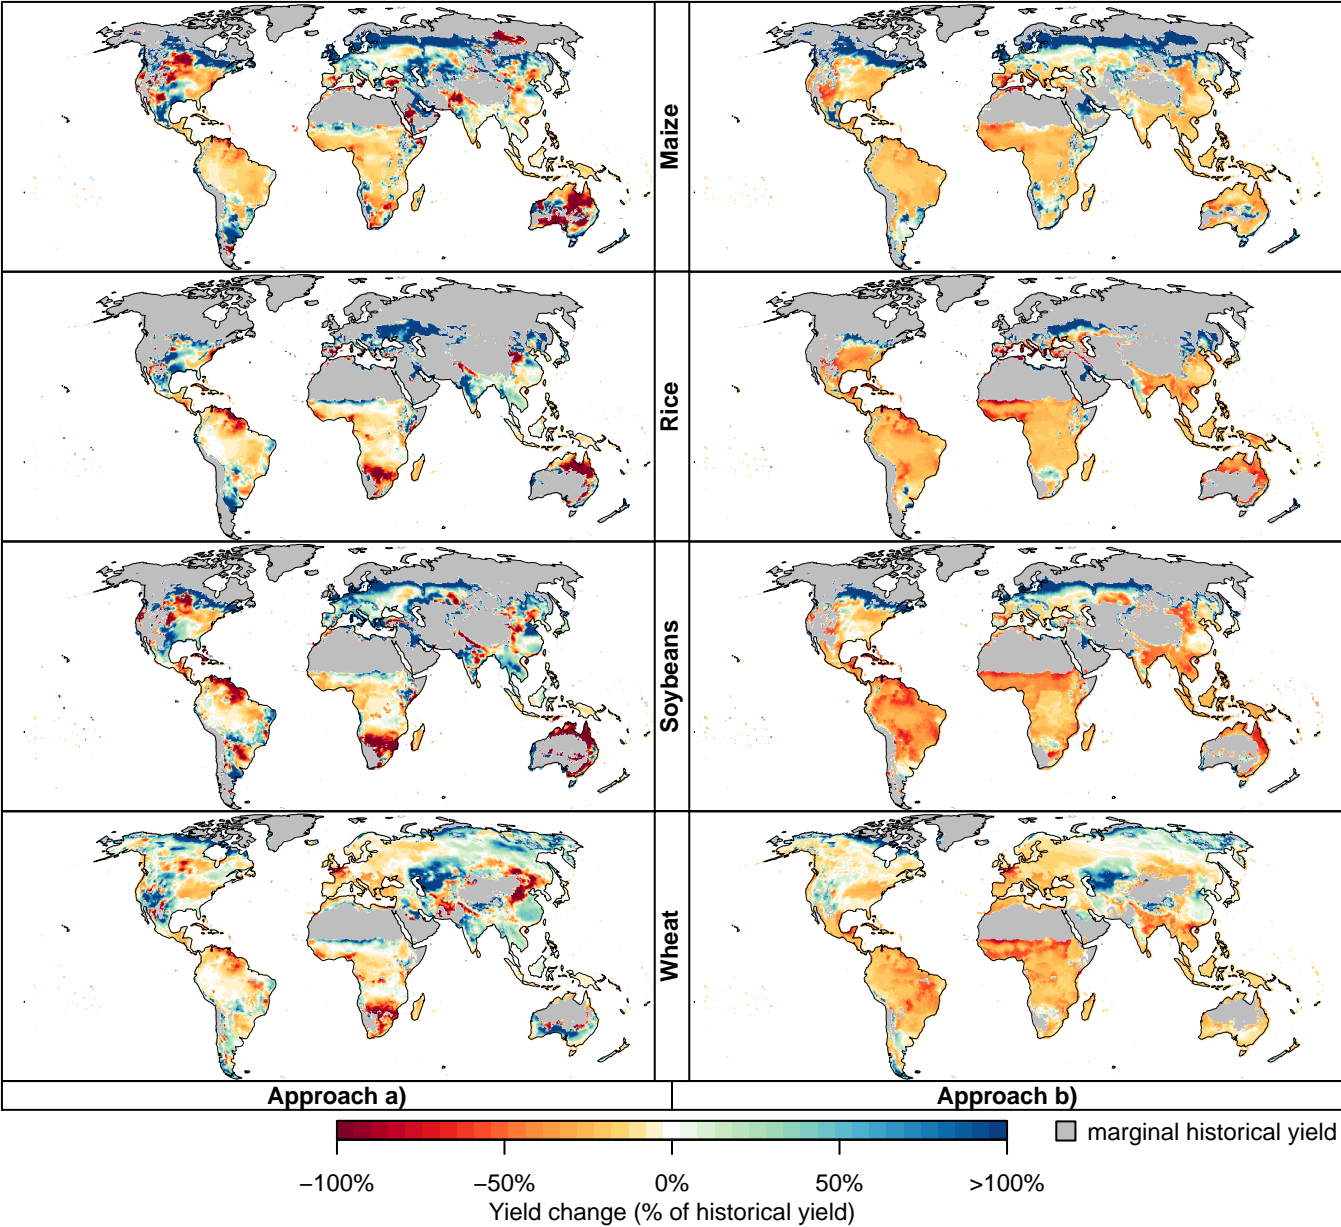 Maize
Rice
Soybeans
Wheat
Approach a)
Approach b)
marginal historical yield
−100%
−50%
0%
50%
>100%
Yield change (% of historical yield)